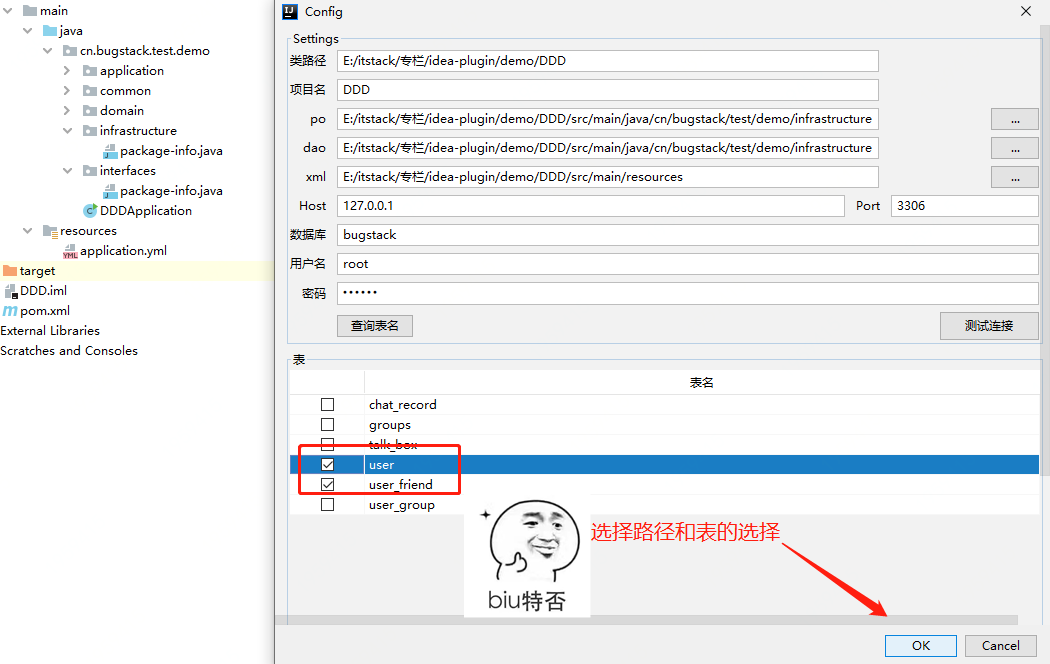 main
java
cn.bugstack.test.demo
application
common
domain
infrastructure
package-info.java
interfaces
package-info.java
DDDApplication
resources
application.yml
target
DDD.iml
pom.xml
External Libraries
Scratches and Consoles
Config
Settings
类路径 E:/itstack/专栏/idea-plugin/demo/DDD
项目名 DDD
po E:/itstack/专栏/idea-plugin/demo/DDD/src/main/java/cn/bugstack/test/demo/infrastructure ...
dao E:/itstack/专栏/idea-plugin/demo/DDD/src/main/java/cn/bugstack/test/demo/infrastructure ...
xml E:/itstack/专栏/idea-plugin/demo/DDD/src/main/resources ...
Host 127.0.0.1 Port 3306
数据库 bugstack
用户名 root
密码 ••••••
查询表名 测试连接
表
表名
chat_record
groups
talk_box
user
user_friend
user_group
选择路径和表的选择
biu特否
OK Cancel